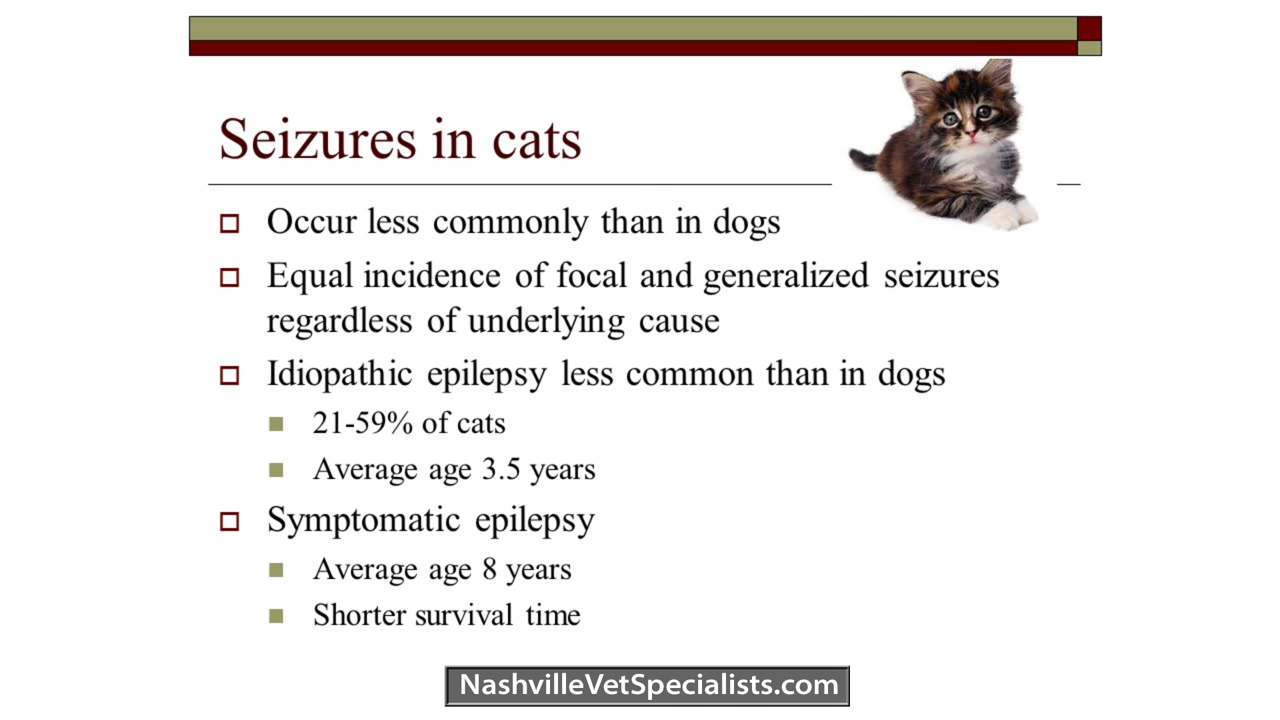 Seizures in cats
Occur less commonly than in dogs
Equal incidence of focal and generalized seizures
regardless of underlying cause
Idiopathic epilepsy less common than in dogs
21-59% of cats
Average age 3.5 years
Symptomatic epilepsy
Average age 8 years
Shorter survival time
NashvilleVetSpecialists.com